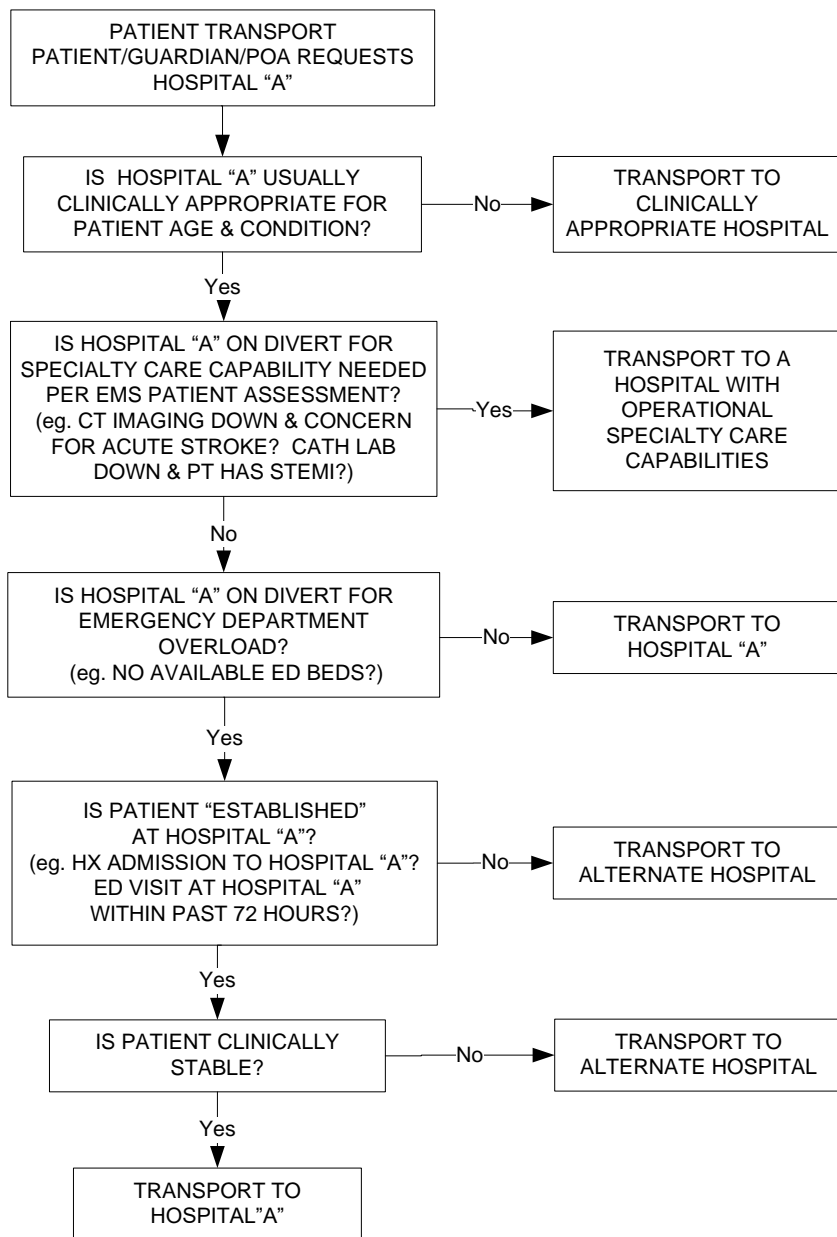 PATIENT TRANSPORT
PATIENT/GUARDIAN/POA REQUESTS
HOSPITAL “A”
IS HOSPITAL “A” USUALLY
CLINICALLY APPROPRIATE FOR
PATIENT AGE & CONDITION?
No
TRANSPORT TO
CLINICALLY
APPROPRIATE HOSPITAL
Yes
IS HOSPITAL “A” ON DIVERT FOR
SPECIALTY CARE CAPABILITY NEEDED
PER EMS PATIENT ASSESSMENT?
(eg. CT IMAGING DOWN & CONCERN
FOR ACUTE STROKE? CATH LAB
DOWN & PT HAS STEMI?)
Yes
TRANSPORT TO A
HOSPITAL WITH
OPERATIONAL
SPECIALTY CARE
CAPABILITIES
No
IS HOSPITAL “A” ON DIVERT FOR
EMERGENCY DEPARTMENT
OVERLOAD?
(eg. NO AVAILABLE ED BEDS?)
No
TRANSPORT TO
HOSPITAL “A”
Yes
IS PATIENT “ESTABLISHED”
AT HOSPITAL “A”?
(eg. HX ADMISSION TO HOSPITAL “A”?
ED VISIT AT HOSPITAL “A”
WITHIN PAST 72 HOURS?)
No
TRANSPORT TO
ALTERNATE HOSPITAL
Yes
IS PATIENT CLINICALLY
STABLE?
No
TRANSPORT TO
ALTERNATE HOSPITAL
Yes
TRANSPORT TO
HOSPITAL”A”